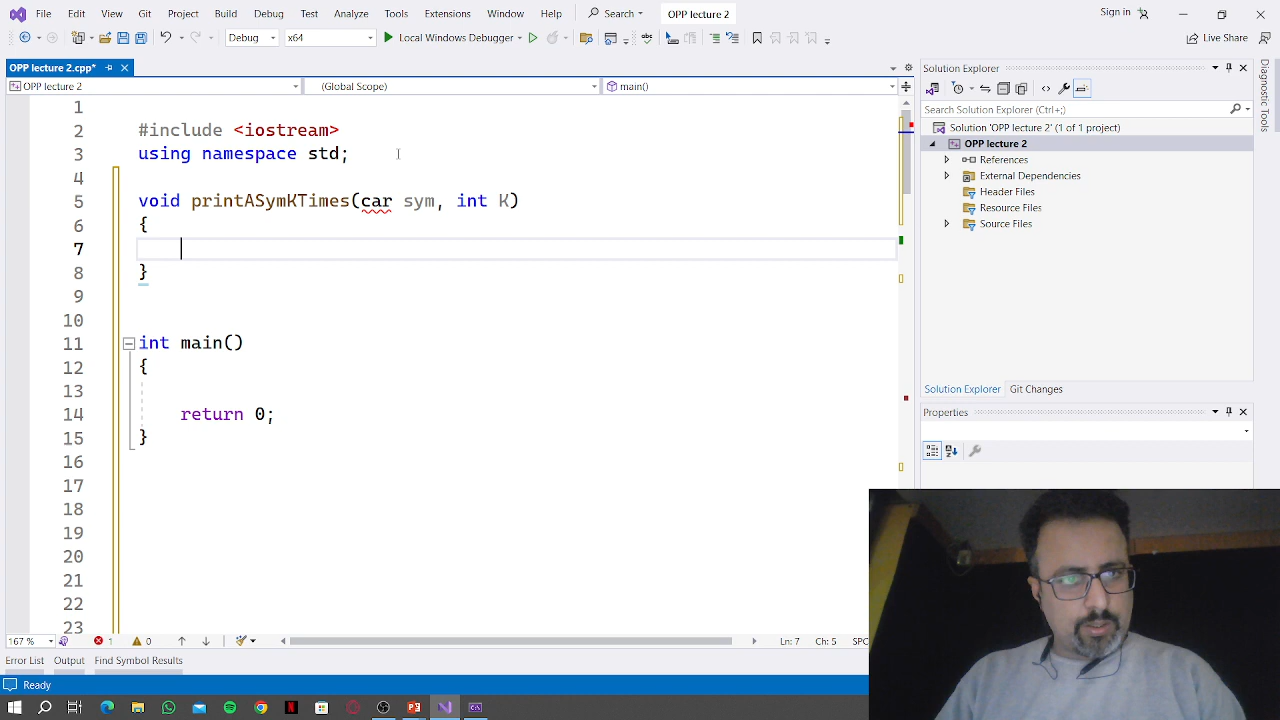 File Edit View Git Project Build Debug Test Analyze Tools Extensions Window Help Search OPP lecture 2 Sign in
Debug x64 Local Windows Debugger Live Share
OPP lecture 2.cpp*
OPP lecture 2 (Global Scope) main()
1
2 #include <iostream>
3 using namespace std;
4
5 void printASymKTimes(car sym, int K)
6 {
7
8 }
9
10
11 int main()
12 {
13
14 return 0;
15 }
16
17
18
19
20
21
22
23
167 % 1 0 Ln: 7 Ch: 5 SPC
Error List Output Find Symbol Results
Ready
Solution Explorer
Search Solution Explorer (Ctrl+;)
Solution 'OPP lecture 2' (1 of 1 project)
OPP lecture 2
References
External Dependencies
Header Files
Resource Files
Source Files
Solution Explorer Git Changes
Properties
Diagnostic Tools